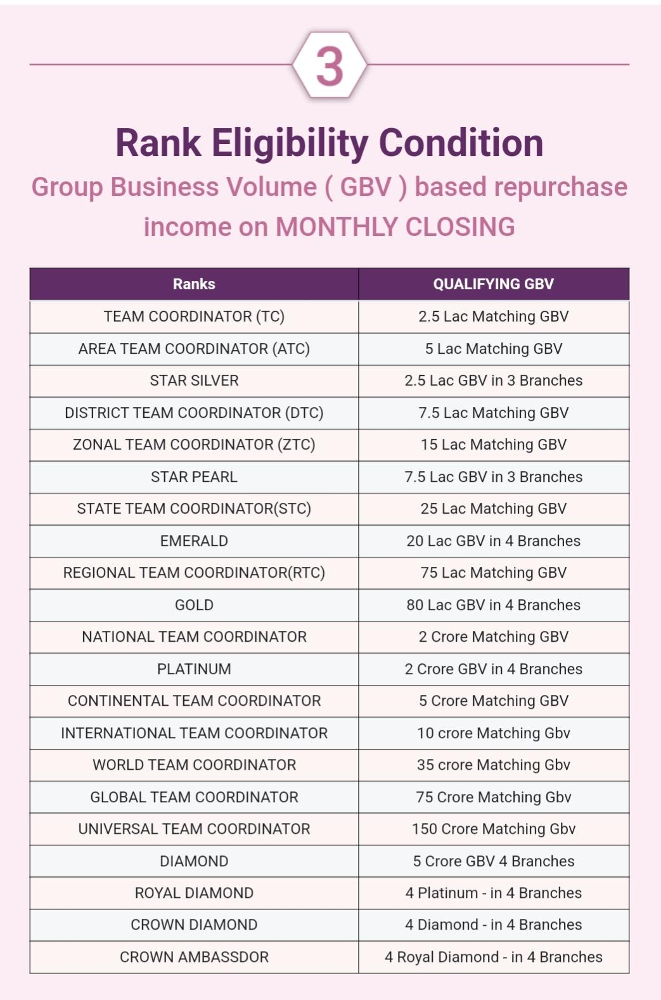 3
Rank Eligibility Condition
Group Business Volume ( GBV ) based repurchase
income on MONTHLY CLOSING
Ranks QUALIFYING GBV
TEAM COORDINATOR (TC) 2.5 Lac Matching GBV
AREA TEAM COORDINATOR (ATC) 5 Lac Matching GBV
STAR SILVER 2.5 Lac GBV in 3 Branches
DISTRICT TEAM COORDINATOR (DTC) 7.5 Lac Matching GBV
ZONAL TEAM COORDINATOR (ZTC) 15 Lac Matching GBV
STAR PEARL 7.5 Lac GBV in 3 Branches
STATE TEAM COORDINATOR(STC) 25 Lac Matching GBV
EMERALD 20 Lac GBV in 4 Branches
REGIONAL TEAM COORDINATOR(RTC) 75 Lac Matching GBV
GOLD 80 Lac GBV in 4 Branches
NATIONAL TEAM COORDINATOR 2 Crore Matching GBV
PLATINUM 2 Crore GBV in 4 Branches
CONTINENTAL TEAM COORDINATOR 5 Crore Matching GBV
INTERNATIONAL TEAM COORDINATOR 10 crore Matching Gbv
WORLD TEAM COORDINATOR 35 crore Matching Gbv
GLOBAL TEAM COORDINATOR 75 Crore Matching Gbv
UNIVERSAL TEAM COORDINATOR 150 Crore Matching Gbv
DIAMOND 5 Crore GBV 4 Branches
ROYAL DIAMOND 4 Platinum - in 4 Branches
CROWN DIAMOND 4 Diamond - in 4 Branches
CROWN AMBASSDOR 4 Royal Diamond - in 4 Branches